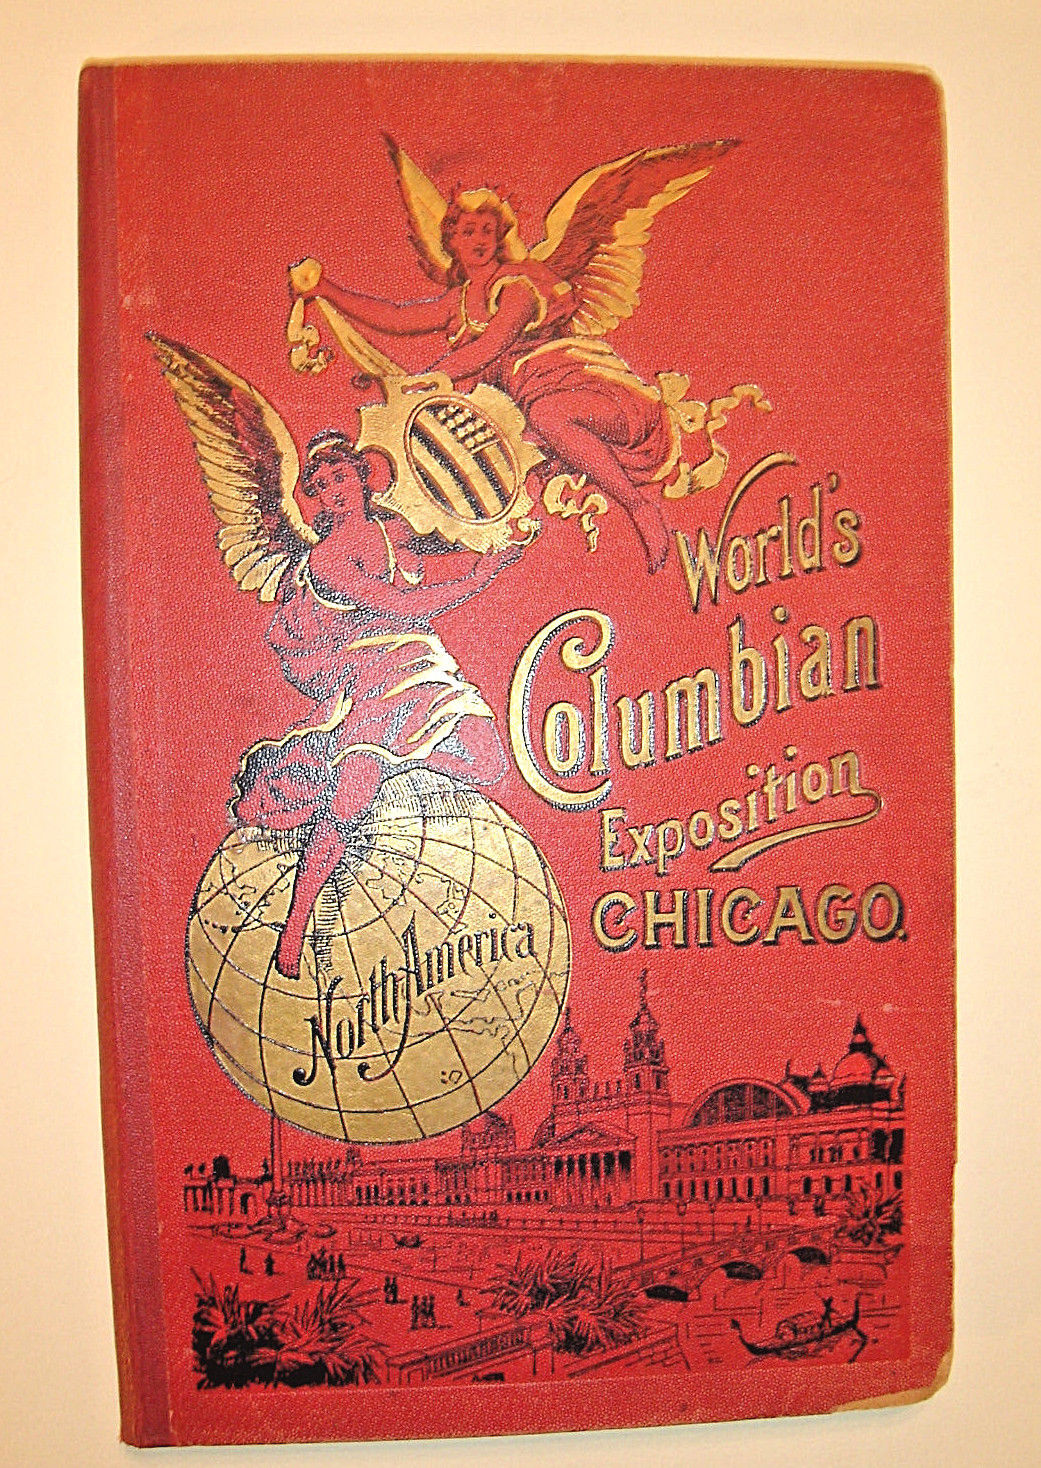 World's
Columbian
Exposition
CHICAGO.
North America